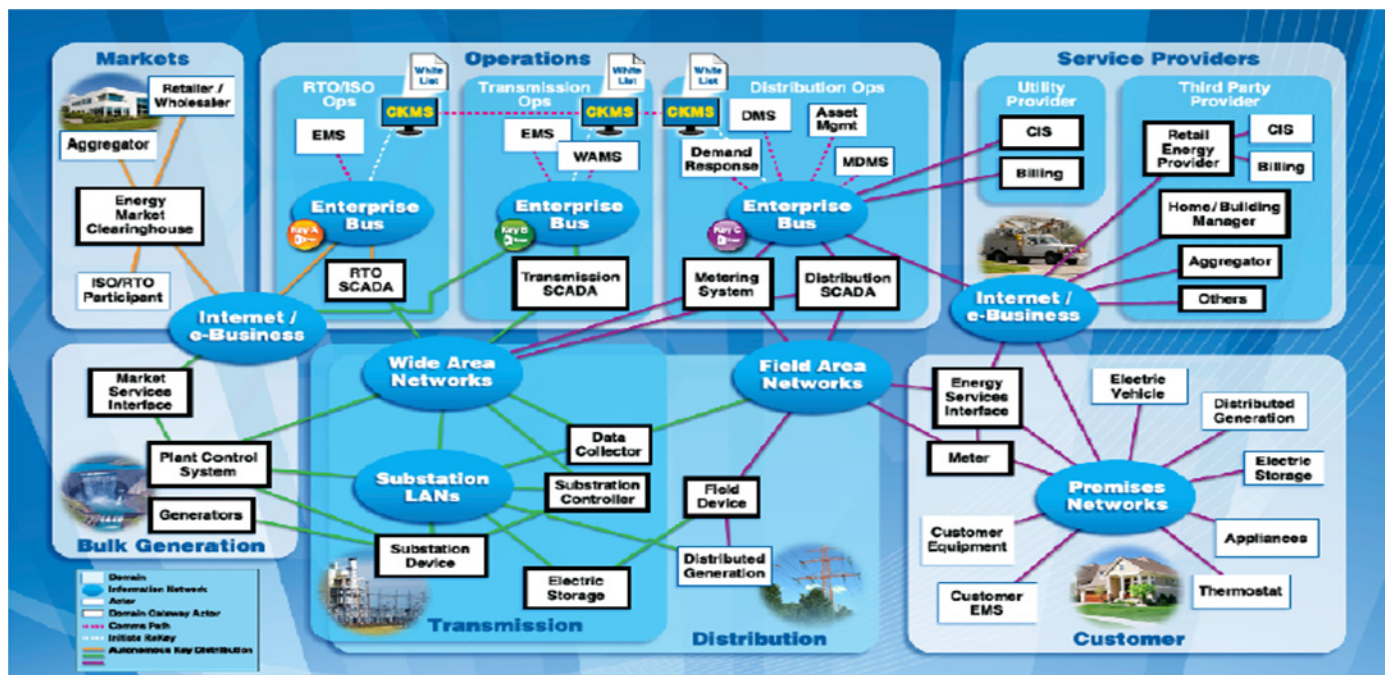 Markets
Retailer /
Wholesaler
Aggregator
Energy
Market
Clearinghouse
ISO/RTO
Participant
Internet /
e-Business
Operations
RTO/ISO
Ops
White
List
CKMS
EMS
Enterprise
Bus
Key A
RTO
SCADA
Transmission
Ops
White
List
CKMS
EMS
WAMS
Enterprise
Bus
Key B
Transmission
SCADA
White
List
CKMS
Distribution Ops
DMS
Asset
Mgmt
Demand
Response
MDMS
Enterprise
Bus
Key C
Metering
System
Distribution
SCADA
Service Providers
Utility
Provider
CIS
Billing
Third Party
Provider
Retail
Energy
Provider
CIS
Billing
Home/Building
Manager
Aggregator
Others
Internet /
e-Business
Market
Services
Interface
Plant Control
System
Generators
Bulk Generation
Wide Area
Networks
Substation
LANs
Data
Collector
Substration
Controller
Substation
Device
Electric
Storage
Transmission
Field Area
Networks
Field
Device
Distributed
Generation
Distribution
Energy
Services
Interface
Meter
Electric
Vehicle
Distributed
Generation
Electric
Storage
Premises
Networks
Customer
Equipment
Appliances
Customer
EMS
Thermostat
Customer
Domain
Information Network
Actor
Domain Gateway Actor
Comms Path
Initiate ReKey
Autonomous Key Distribution